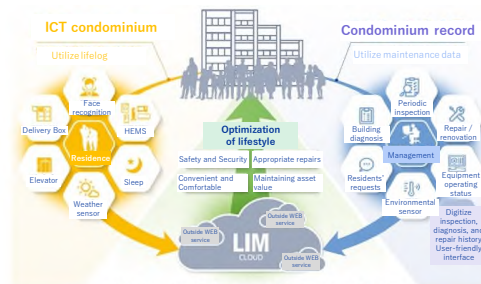 ICT condominium
Utilize lifelog
Face
recognition
Delivery Box
HEMS
Residence
Elevator
Sleep
Weather
sensor
Condominium record
Utilize maintenance data
Periodic
inspection
Building
diagnosis
Repair /
renovation
Management
Residents'
requests
Equipment
operating
status
Environmental
sensor
Digitize
inspection,
diagnosis, and
repair history
User-friendly
interface
Optimization
of lifestyle
Safety and Security
Appropriate repairs
Convenient and
Comfortable
Maintaining asset
value
Outside WEB
service
Outside WEB
service
LIM
CLOUD
Outside WEB
service